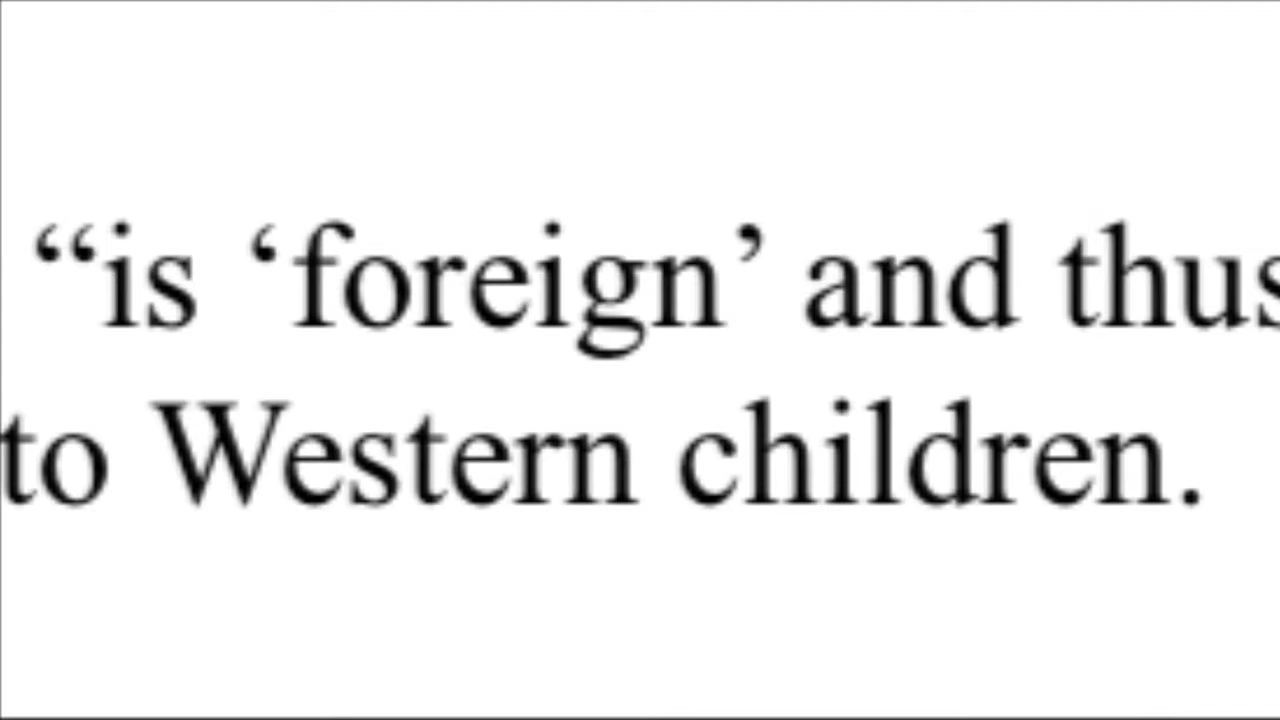 “is ‘foreign’ and thus
to Western children.